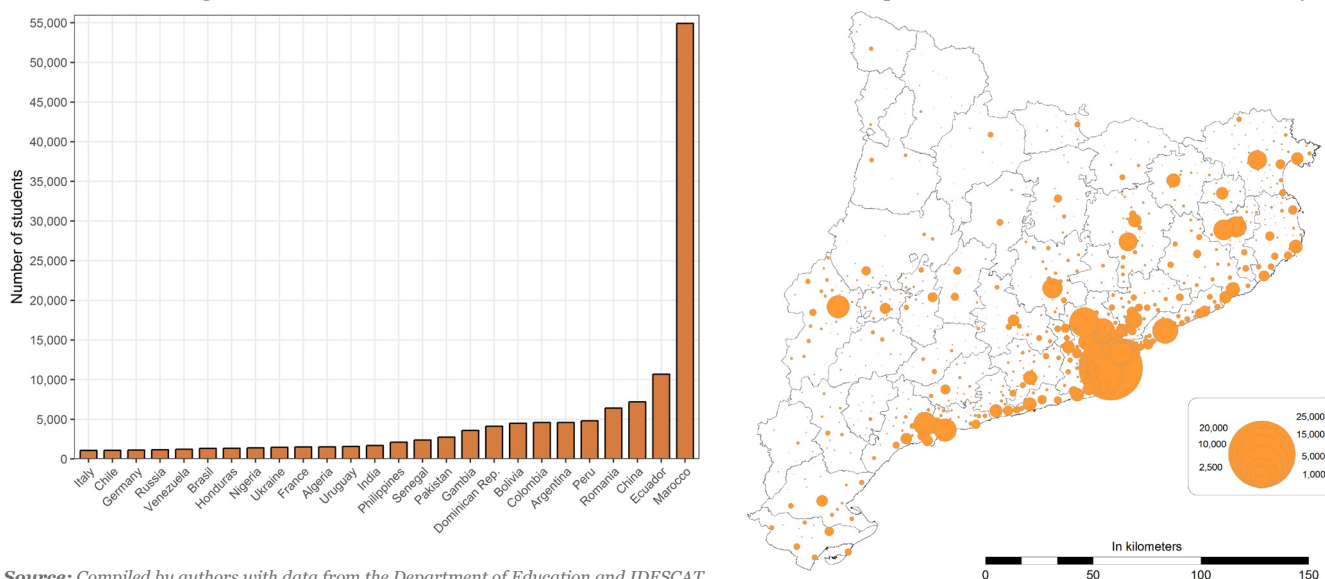 55,000
50,000
45,000
40,000
35,000
30,000
25,000
20,000
15,000
10,000
5,000
0
Number of students
Italy
Chile
Germany
Russia
Venezuela
Brasil
Honduras
Nigeria
Ukraine
France
Algeria
Uruguay
India
Philippines
Senegal
Pakistan
Gambia
Dominican Rep.
Bolivia
Colombia
Argentina
Peru
Romania
China
Ecuador
Marocco
25,000
20,000
15,000
10,000
5,000
2,500
1,000
In kilometers
0 50 100 150
Source: Compiled by authors with data from the Department of Education and IDESCAT